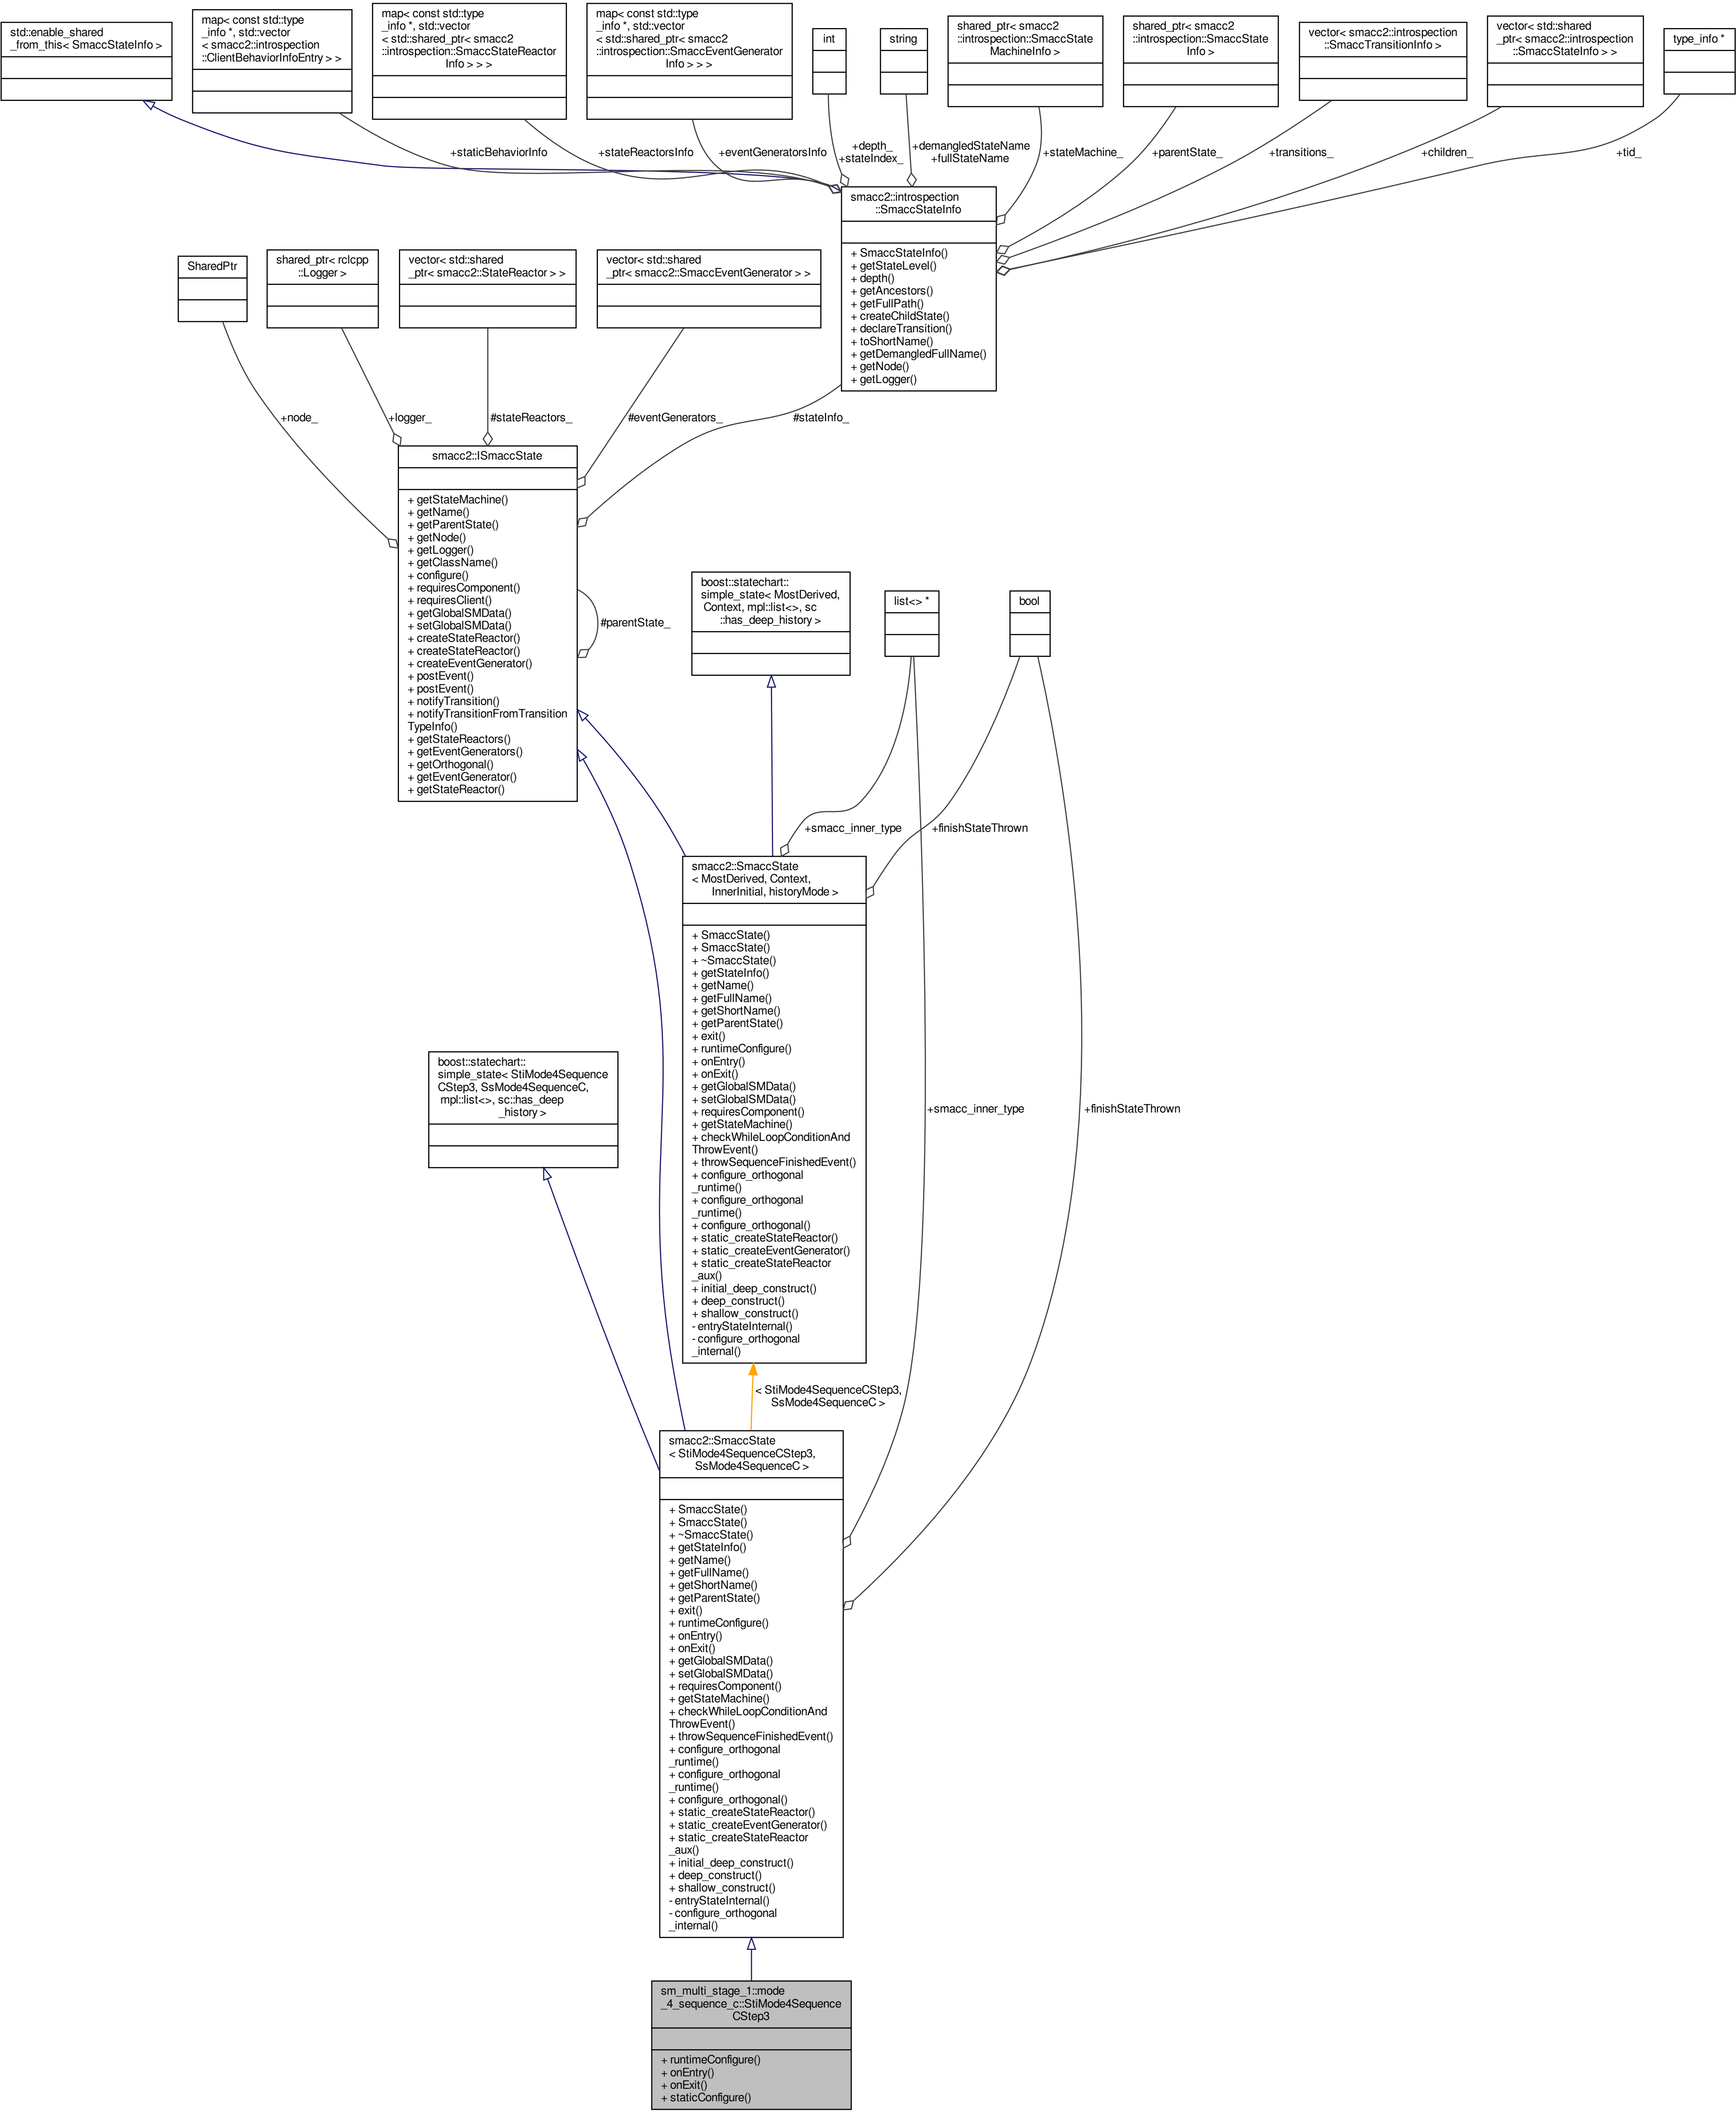 std::enable_shared
_from_this< SmaccStateInfo >
map< const std::type
_info *, std::vector
< smacc2::introspection
::ClientBehaviorInfoEntry > >
map< const std::type
_info *, std::vector
< std::shared_ptr< smacc2
::introspection::SmaccStateReactor
Info > > >
map< const std::type
_info *, std::vector
< std::shared_ptr< smacc2
::introspection::SmaccEventGenerator
Info > > >
int
string
shared_ptr< smacc2
::introspection::SmaccState
MachineInfo >
shared_ptr< smacc2
::introspection::SmaccState
Info >
vector< smacc2::introspection
::SmaccTransitionInfo >
vector< std::shared
_ptr< smacc2::introspection
::SmaccStateInfo > >
type_info *
+staticBehaviorInfo
+stateReactorsInfo
+eventGeneratorsInfo
+depth_
+stateIndex_
+demangledStateName
+fullStateName
+stateMachine_
+parentState_
+transitions_
+children_
+tid_
smacc2::introspection
::SmaccStateInfo
+ SmaccStateInfo()
+ getStateLevel()
+ depth()
+ getAncestors()
+ getFullPath()
+ createChildState()
+ declareTransition()
+ toShortName()
+ getDemangledFullName()
+ getNode()
+ getLogger()
SharedPtr
shared_ptr< rclcpp
::Logger >
vector< std::shared
_ptr< smacc2::StateReactor > >
vector< std::shared
_ptr< smacc2::SmaccEventGenerator > >
+node_
+logger_
#stateReactors_
#eventGenerators_
#stateInfo_
smacc2::ISmaccState
+ getStateMachine()
+ getName()
+ getParentState()
+ getNode()
+ getLogger()
+ getClassName()
+ configure()
+ requiresComponent()
+ requiresClient()
+ getGlobalSMData()
+ setGlobalSMData()
+ createStateReactor()
+ createStateReactor()
+ createEventGenerator()
+ postEvent()
+ postEvent()
+ notifyTransition()
+ notifyTransitionFromTransition
TypeInfo()
+ getStateReactors()
+ getEventGenerators()
+ getOrthogonal()
+ getEventGenerator()
+ getStateReactor()
#parentState_
boost::statechart::
simple_state< MostDerived,
Context, mpl::list<>, sc
::has_deep_history >
list<> *
bool
+smacc_inner_type
+finishStateThrown
smacc2::SmaccState
< MostDerived, Context,
InnerInitial, historyMode >
+ SmaccState()
+ SmaccState()
+ ~SmaccState()
+ getStateInfo()
+ getName()
+ getFullName()
+ getShortName()
+ getParentState()
+ exit()
+ runtimeConfigure()
+ onEntry()
+ onExit()
+ getGlobalSMData()
+ setGlobalSMData()
+ requiresComponent()
+ getStateMachine()
+ checkWhileLoopConditionAnd
ThrowEvent()
+ throwSequenceFinishedEvent()
+ configure_orthogonal
_runtime()
+ configure_orthogonal
_runtime()
+ configure_orthogonal()
+ static_createStateReactor()
+ static_createEventGenerator()
+ static_createStateReactor
_aux()
+ initial_deep_construct()
+ deep_construct()
+ shallow_construct()
- entryStateInternal()
- configure_orthogonal
_internal()
boost::statechart::
simple_state< StiMode4Sequence
CStep3, SsMode4SequenceC,
mpl::list<>, sc::has_deep
_history >
+smacc_inner_type
+finishStateThrown
< StiMode4SequenceCStep3,
SsMode4SequenceC >
smacc2::SmaccState
< StiMode4SequenceCStep3,
SsMode4SequenceC >
+ SmaccState()
+ SmaccState()
+ ~SmaccState()
+ getStateInfo()
+ getName()
+ getFullName()
+ getShortName()
+ getParentState()
+ exit()
+ runtimeConfigure()
+ onEntry()
+ onExit()
+ getGlobalSMData()
+ setGlobalSMData()
+ requiresComponent()
+ getStateMachine()
+ checkWhileLoopConditionAnd
ThrowEvent()
+ throwSequenceFinishedEvent()
+ configure_orthogonal
_runtime()
+ configure_orthogonal
_runtime()
+ configure_orthogonal()
+ static_createStateReactor()
+ static_createEventGenerator()
+ static_createStateReactor
_aux()
+ initial_deep_construct()
+ deep_construct()
+ shallow_construct()
- entryStateInternal()
- configure_orthogonal
_internal()
sm_multi_stage_1::mode
_4_sequence_c::StiMode4Sequence
CStep3
+ runtimeConfigure()
+ onEntry()
+ onExit()
+ staticConfigure()